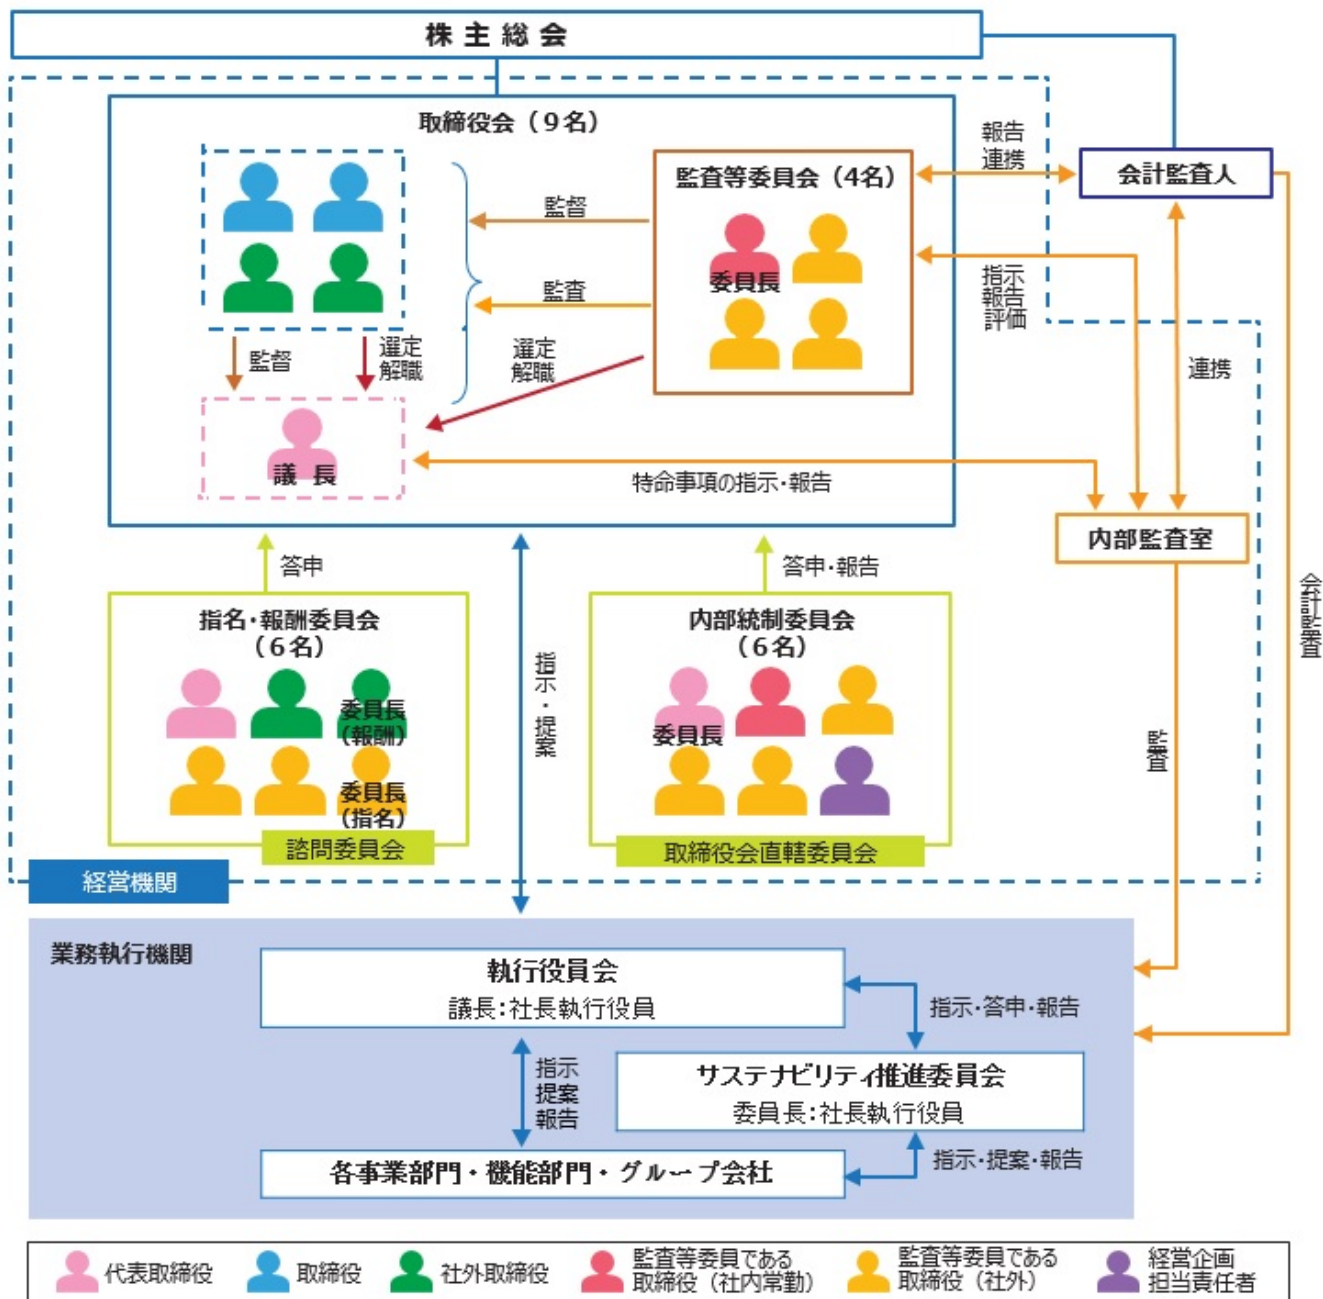 株 主 総 会
取締役会（９名）
監査等委員会（4名）
委員長
監督
監査
監督
選定
解職
選定
解職
議 長
報告
連携
会計監査人
指示
報告
評価
連携
特命事項の指示･報告
内部監査室
答申
答申･報告
指名･報酬委員会
（６名）
委員長
（報酬）
委員長
（指名）
諮問委員会
指示・提案
内部統制委員会
（６名）
委員長
取締役会直轄委員会
監査
会計監査
経営機関
業務執行機関
執行役員会
議長：社長執行役員
指示･答申･報告
指示
提案
報告
サステナビリティ推進委員会
委員長：社長執行役員
指示･提案･報告
各事業部門・機能部門・グループ会社
代表取締役
取締役
社外取締役
監査等委員である
取締役（社内常勤）
監査等委員である
取締役（社外）
経営企画
担当責任者